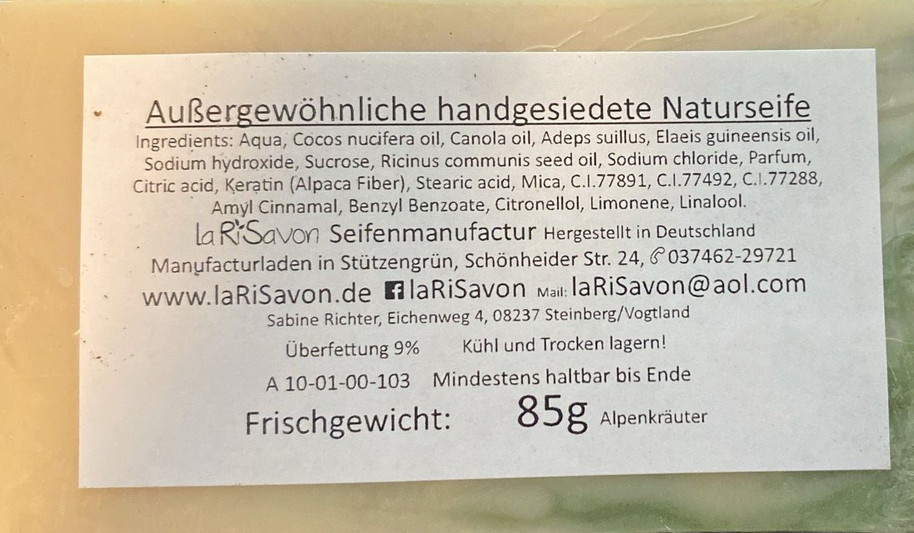 Außergewöhnliche handgesiedete Naturseife
Ingredients: Aqua, Cocos nucifera oil, Canola oil, Adeps suillus, Elaeis guineensis oil,
Sodium hydroxide, Sucrose, Ricinus communis seed oil, Sodium chloride, Parfum,
Citric acid, Keratin (Alpaca Fiber), Stearic acid, Mica, C.I.77891, C.I.77492, C.I.77288,
Amyl Cinnamal, Benzyl Benzoate, Citronellol, Limonene, Linalool.
laRiSavon Seifenmanufactur Hergestellt in Deutschland
Manufacturladen in Stützengrün, Schönheider Str. 24, ✆037462-29721
www.laRiSavon.de f laRiSavon Mail: laRiSavon@aol.com
Sabine Richter, Eichenweg 4, 08237 Steinberg/Vogtland
Überfettung 9% Kühl und Trocken lagern!
A 10-01-00-103 Mindestens haltbar bis Ende
Frischgewicht: 85g Alpenkräuter